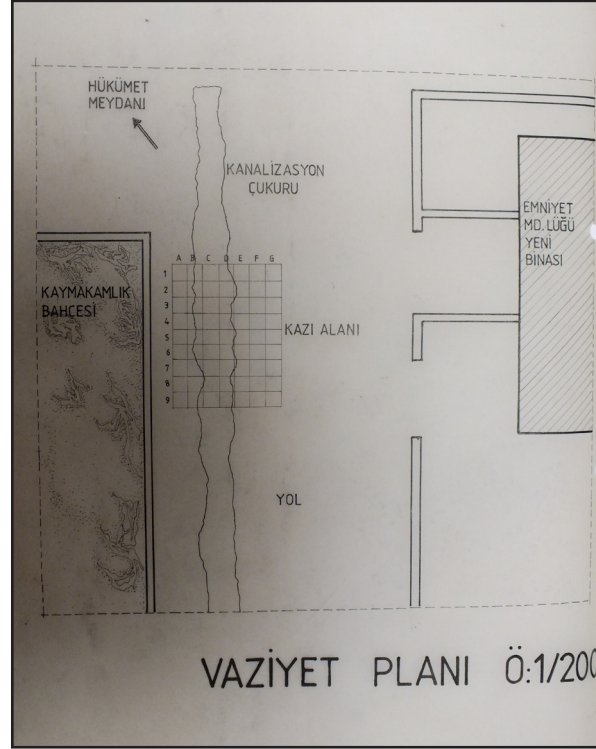 HÜKÜMET
MEYDANI
KANALİZASYON
ÇUKURU
EMNİYET
MD. LÜĞÜ
YENİ
BİNASI
A B C D E F G
1
2
3
4
5
6
7
8
9
KAYMAKAMLIK
BAHÇESİ
KAZI ALANI
YOL
VAZİYET PLANI Ö:1/200